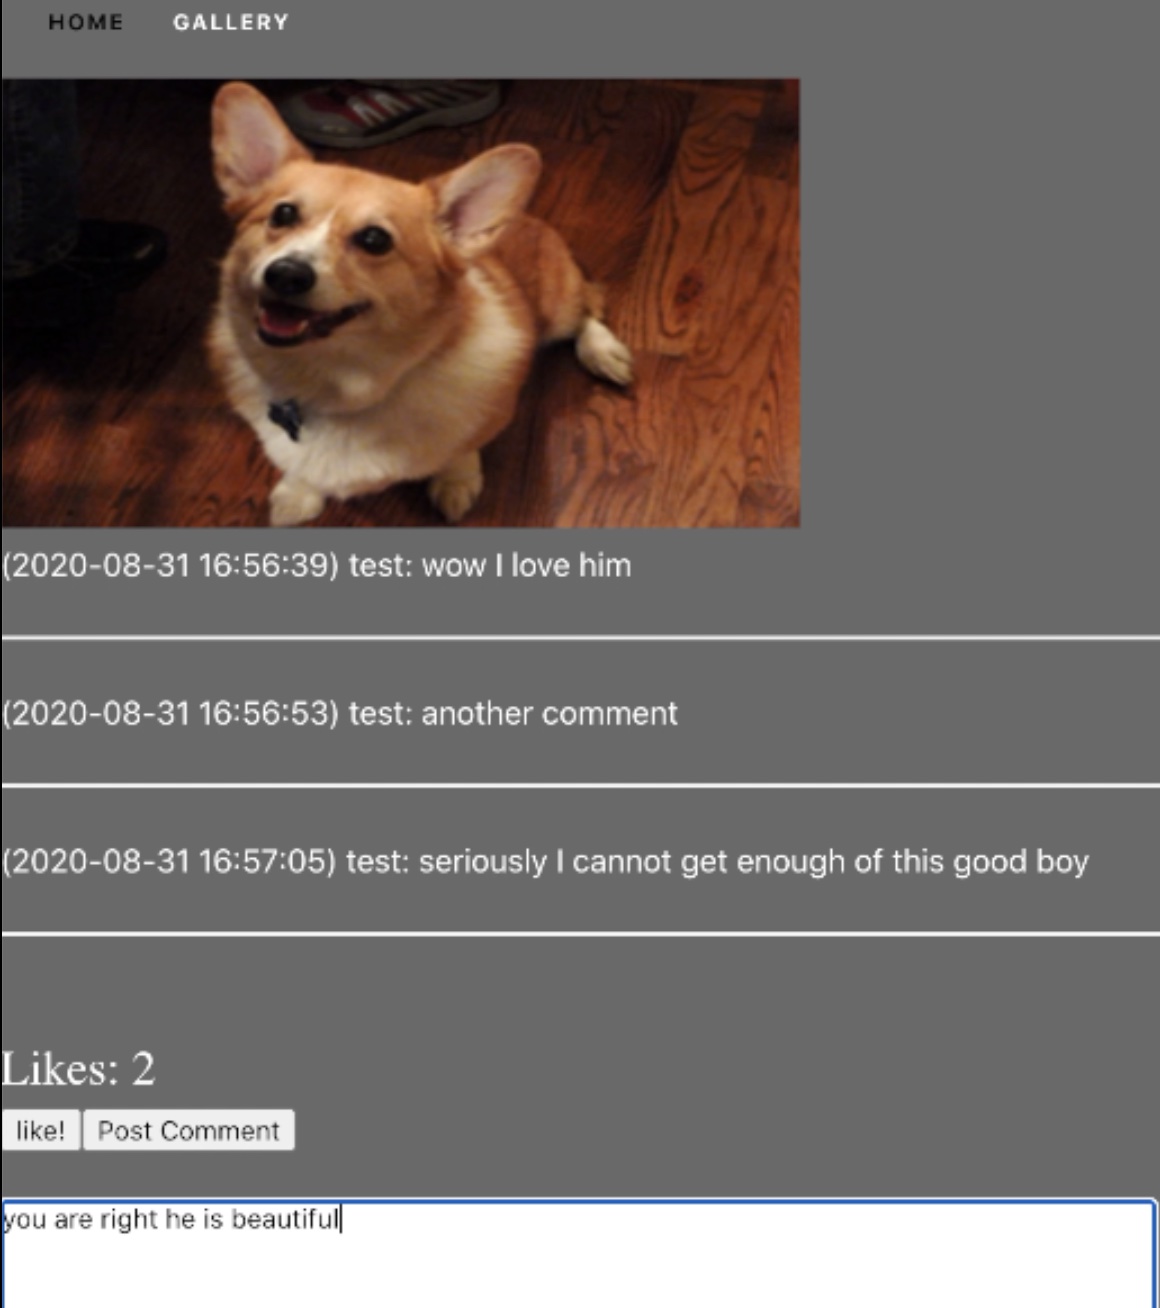 HOME GALLERY
(2020-08-31 16:56:39) test: wow I love him
(2020-08-31 16:56:53) test: another comment
(2020-08-31 16:57:05) test: seriously I cannot get enough of this good boy
Likes: 2
like! Post Comment
you are right he is beautiful